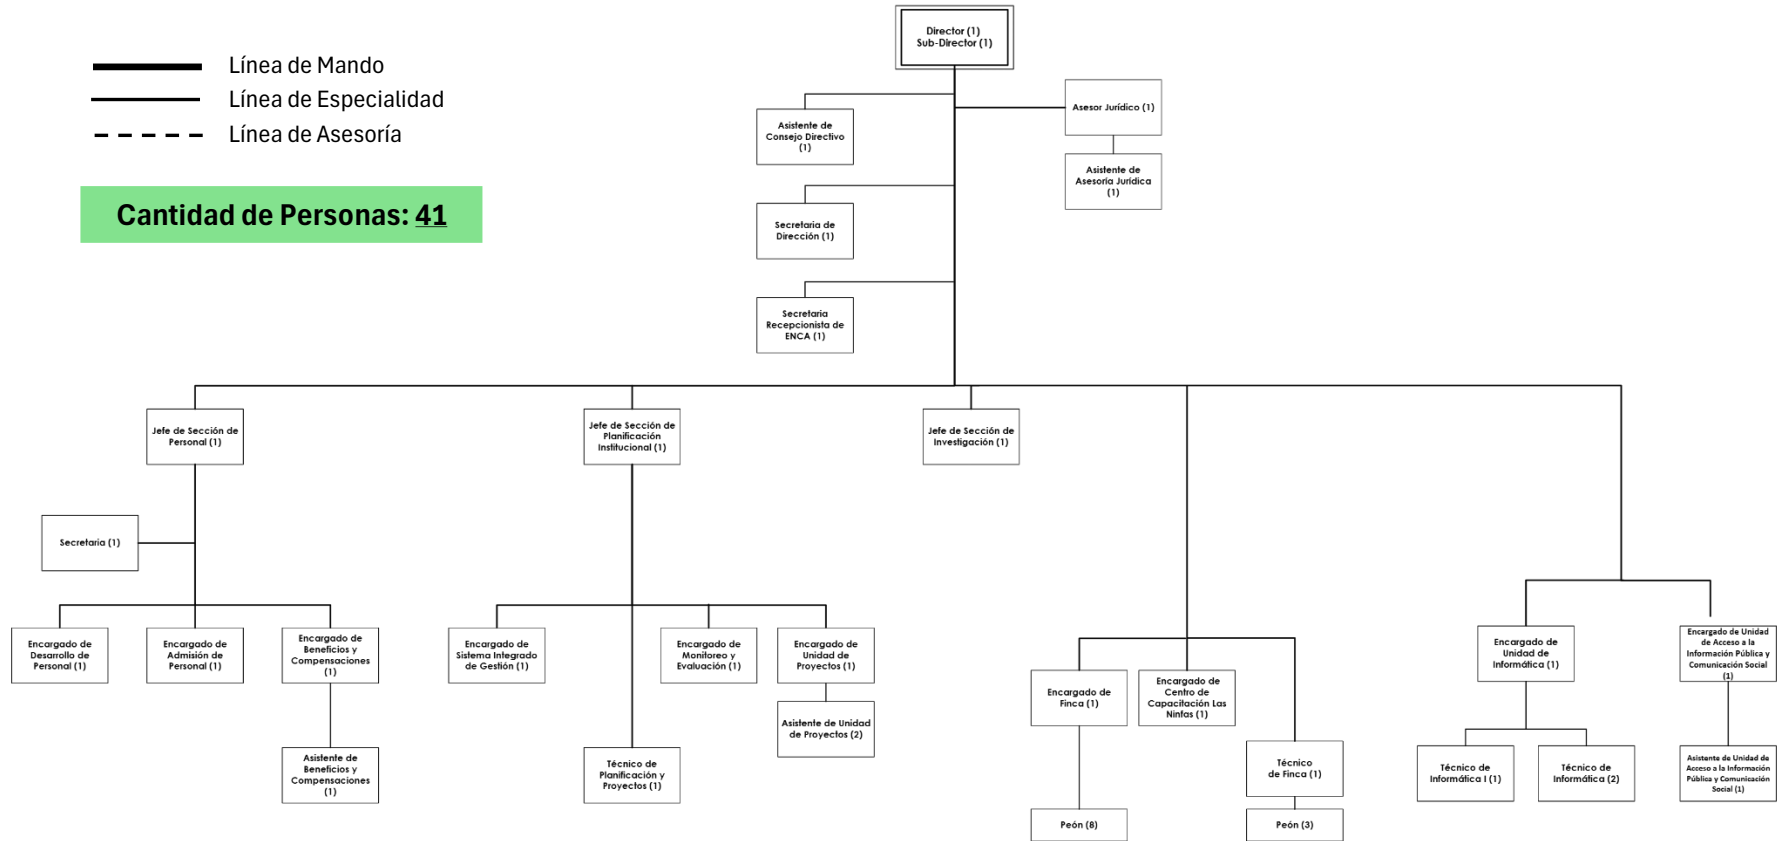 Director (1)
Sub-Director (1)
Línea de Mando
Línea de Especialidad
Línea de Asesoría
Cantidad de Personas: 41
Asesor Jurídico (1)
Asistente de
Consejo Directivo
(1)
Asistente de
Asesoría Jurídica
(1)
Secretaria de
Dirección (1)
Secretaria
Recepcionista de
ENCA (1)
Jefe de Sección de
Personal (1)
Jefe de Sección de
Planificación
Institucional (1)
Jefe de Sección de
Investigación (1)
Secretaria (1)
Encargado de
Desarrollo de
Personal (1)
Encargado de
Admisión de
Personal (1)
Encargado de
Beneficios y
Compensaciones
(1)
Asistente de
Beneficios y
Compensaciones
(1)
Encargado de
Sistema Integrado
de Gestión (1)
Encargado de
Monitoreo y
Evaluación (1)
Encargado de
Unidad de
Proyectos (1)
Asistente de Unidad
de Proyectos (2)
Técnico de
Planificación y
Proyectos (1)
Encargado de
Finca (1)
Encargado de
Centro de
Capacitación Las
Ninfas (1)
Técnico
de Finca (1)
Peón (8)
Peón (3)
Encargado de
Unidad de
Informática (1)
Encargado de Unidad
de Acceso a la
Información Pública y
Comunicación Social
(1)
Técnico de
Informática I (1)
Técnico de
Informática (2)
Asistente de Unidad de
Acceso a la Información
Pública y Comunicación
Social (1)